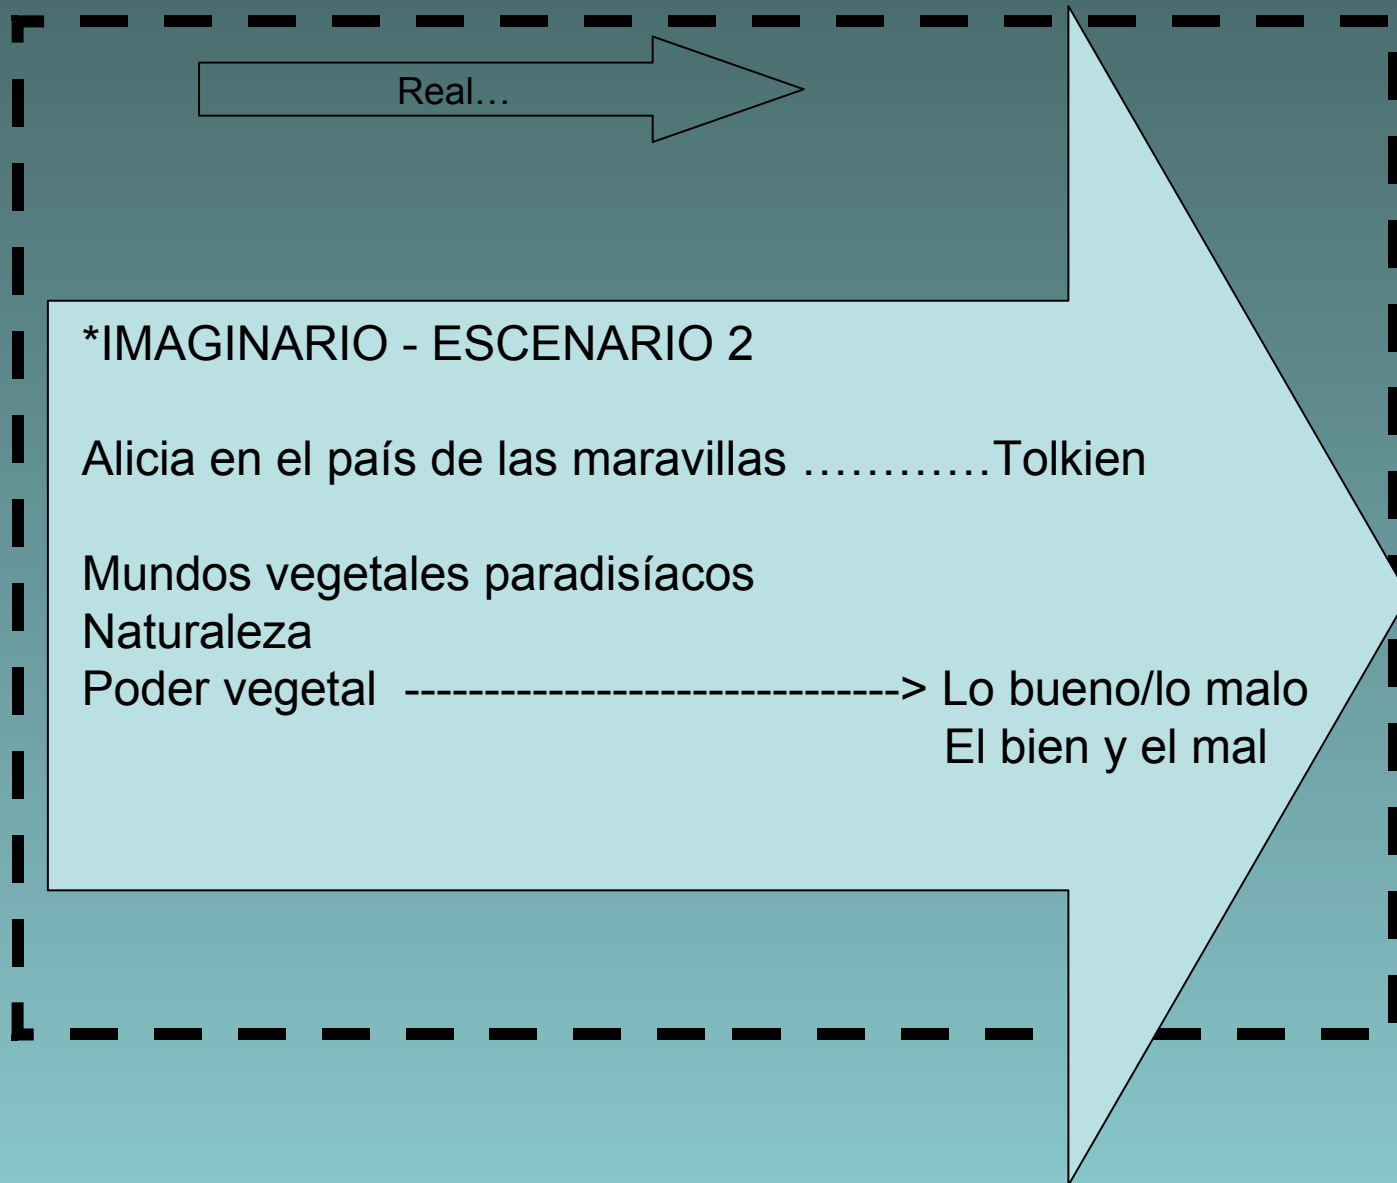 Real…
*IMAGINARIO - ESCENARIO 2
Alicia en el país de las maravillas …………Tolkien
Mundos vegetales paradisíacos
Naturaleza
Poder vegetal -------------------------------> Lo bueno/lo malo
El bien y el mal